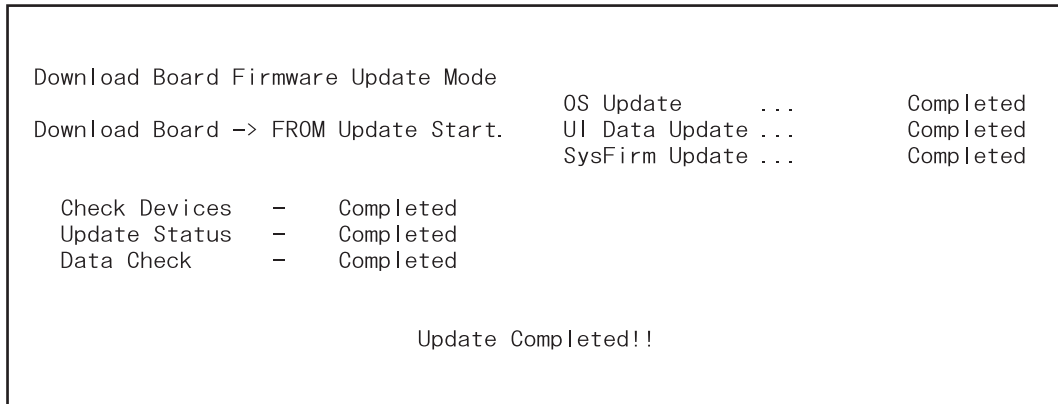 Download Board Firmware Update Mode
Download Board -> FROM Update Start.
OS Update ... Completed
UI Data Update ... Completed
SysFirm Update ... Completed
Check Devices - Completed
Update Status - Completed
Data Check - Completed
Update Completed!!